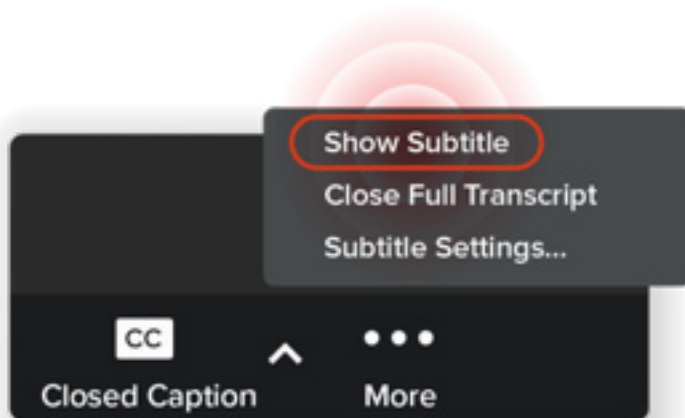 Show Subtitle
Close Full Transcript
Subtitle Settings...
CC
Closed Caption
More